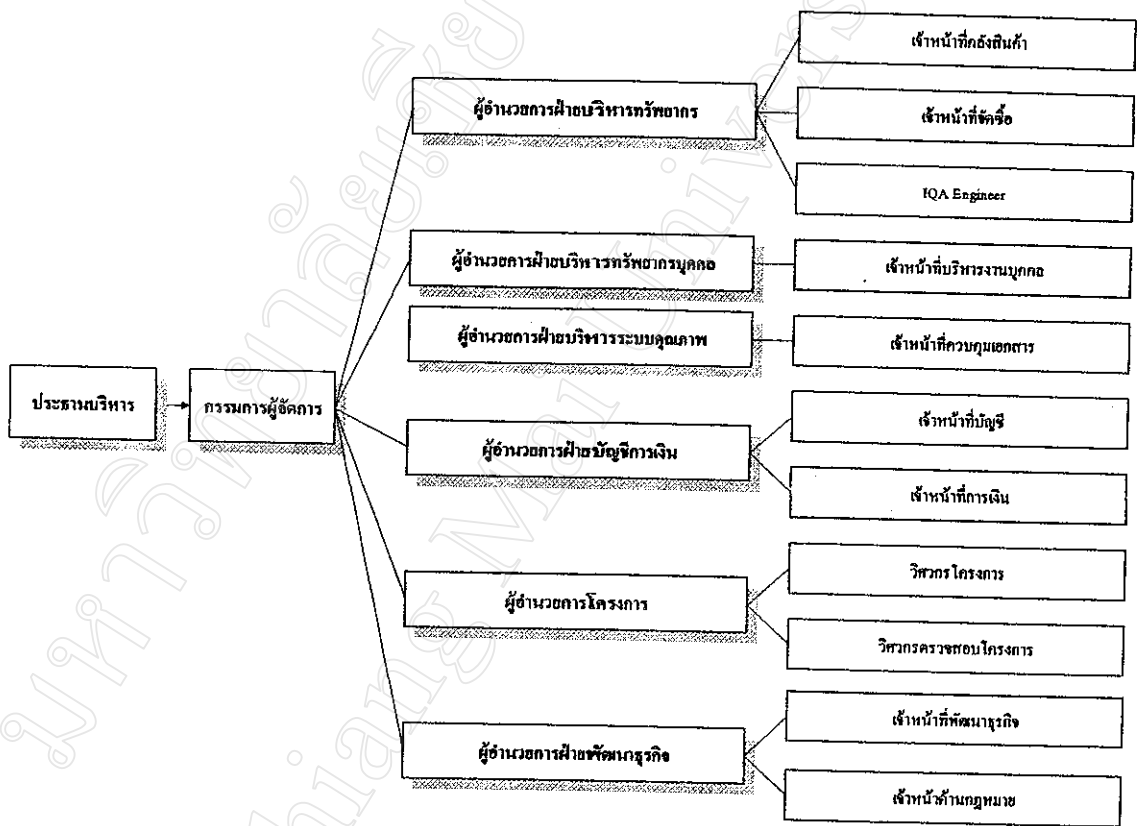 เจ้าหน้าที่คลังสินค้า
ผู้อำนวยการฝ่ายบริหารทรัพยากร
เจ้าหน้าที่จัดซื้อ
IQA Engineer
ผู้อำนวยการฝ่ายบริหารทรัพยากรบุคคล
เจ้าหน้าที่บริหารงานบุคคล
ผู้อำนวยการฝ่ายบริหารระบบคุณภาพ
เจ้าหน้าที่ควบคุมเอกสาร
ประธานบริหาร
กรรมการผู้จัดการ
เจ้าหน้าที่บัญชี
ผู้อำนวยการฝ่ายบัญชีการเงิน
เจ้าหน้าที่การเงิน
วิศวกรโครงการ
ผู้อำนวยการโครงการ
วิศวกรตรวจสอบโครงการ
เจ้าหน้าที่พัฒนาธุรกิจ
ผู้อำนวยการฝ่ายพัฒนาธุรกิจ
เจ้าหน้าด้านกฎหมาย
มหาวิทยาลัยเชีย
hiang Mai Univers